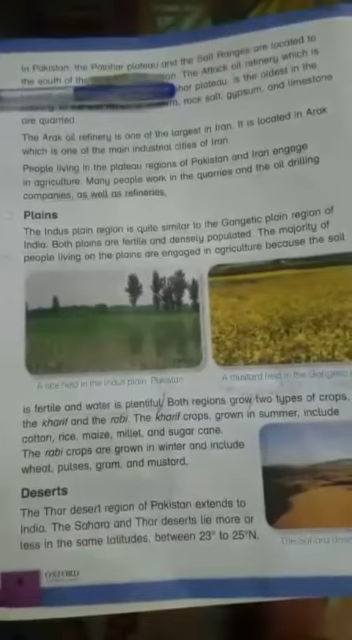 In Pakistan, the Potohar plateau and the Salt Ranges are located to
the south of the The Attock oil refinery which is
plateau, is the oldest in the
rock salt, gypsum, and limestone
are quarried.
The Arak oil refinery is one of the largest in Iran. It is located in Arak
which is one of the main industrial cities of Iran.
People living in the plateau regions of Pakistan and Iran engage
in agriculture. Many people work in the quarries and the oil drilling
companies, as well as refineries.
Plains
The Indus plain region is quite similar to the Gangetic plain region of
India. Both plains are fertile and densely populated. The majority of
people living on the plains are engaged in agriculture because the soil
A rice field in the Indus plain, Pakistan
A mustard field in the Gangetic
is fertile and water is plentiful. Both regions grow two types of crops,
the kharif and the rabi. The kharif crops, grown in summer, include
cotton, rice, maize, millet, and sugar cane.
The rabi crops are grown in winter and include
wheat, pulses, gram, and mustard.
Deserts
The Thar desert region of Pakistan extends to
India. The Sahara and Thar deserts lie more or
less in the same latitudes, between 23° to 25°N.
The Sahara
OXFORD